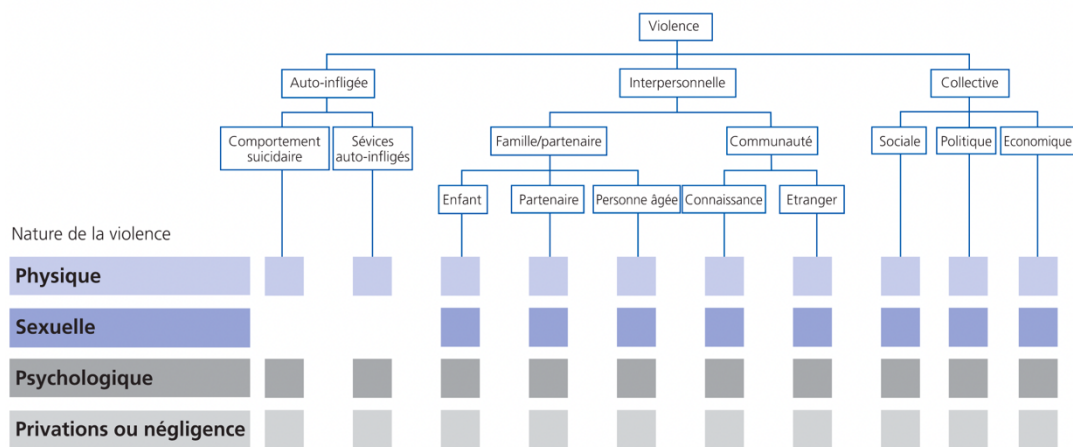 Violence
Auto-infligée
Interpersonnelle
Collective
Comportement
suicidaire
Sévices
auto-infligés
Famille/partenaire
Communauté
Sociale
Politique
Economique
Enfant
Partenaire
Personne âgée
Connaissance
Etranger
Nature de la violence
Physique
Sexuelle
Psychologique
Privations ou négligence